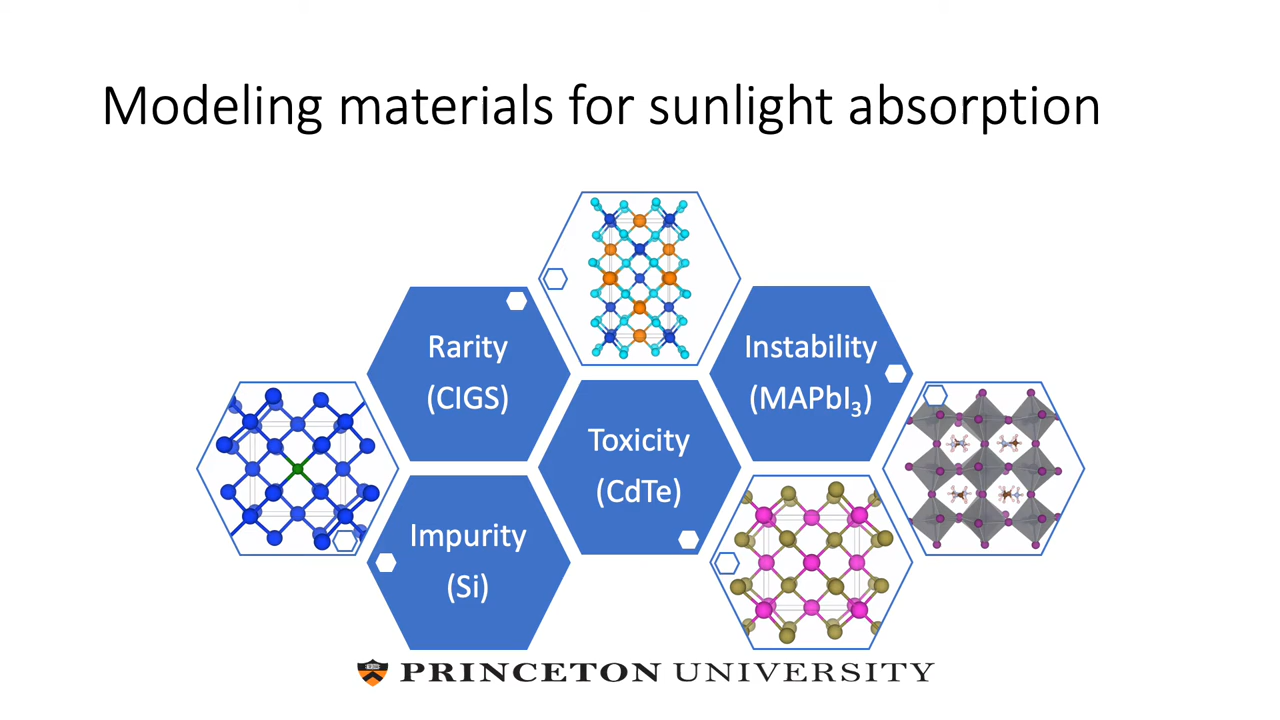 Modeling materials for sunlight absorption
Rarity
(CIGS)
Instability
(MAPbI₃)
Toxicity
(CdTe)
Impurity
(Si)
PRINCETON UNIVERSITY